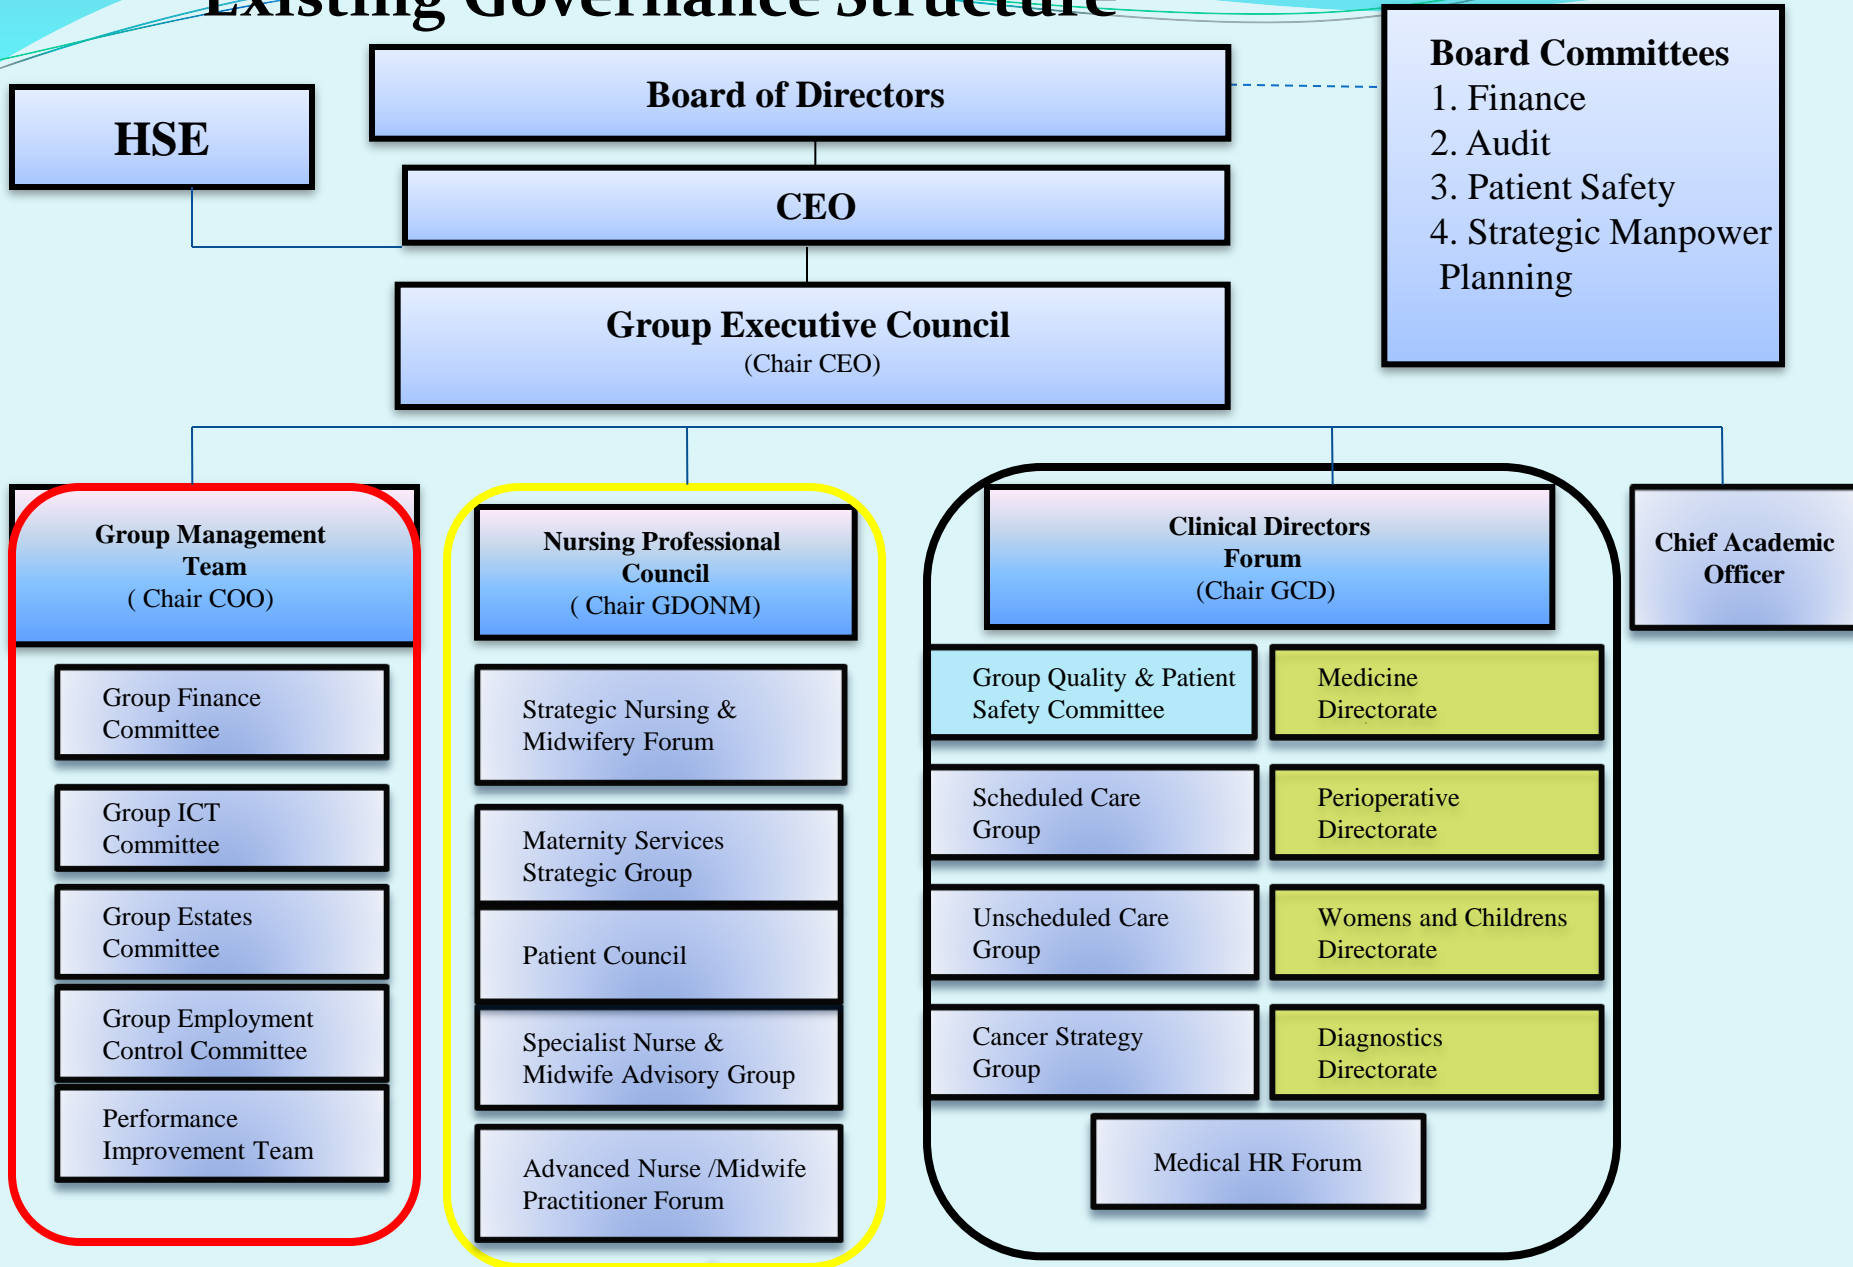 Existing Governance Structure
HSE
Board of Directors
CEO
Group Executive Council
(Chair CEO)
Board Committees
1. Finance
2. Audit
3. Patient Safety
4. Strategic Manpower
Planning
Group Management
Team
( Chair COO)
Group Finance
Committee
Group ICT
Committee
Group Estates
Committee
Group Employment
Control Committee
Performance
Improvement Team
Nursing Professional
Council
( Chair GDONM)
Strategic Nursing &
Midwifery Forum
Maternity Services
Strategic Group
Patient Council
Specialist Nurse &
Midwife Advisory Group
Advanced Nurse /Midwife
Practitioner Forum
Clinical Directors
Forum
(Chair GCD)
Group Quality & Patient
Safety Committee
Scheduled Care
Group
Unscheduled Care
Group
Cancer Strategy
Group
Medicine
Directorate
Perioperative
Directorate
Womens and Childrens
Directorate
Diagnostics
Directorate
Medical HR Forum
Chief Academic
Officer